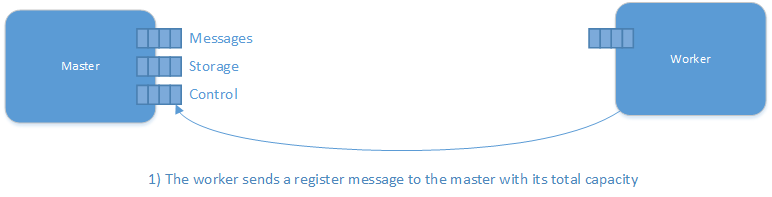 Master
Messages
Storage
Control
Worker
1) The worker sends a register message to the master with its total capacity